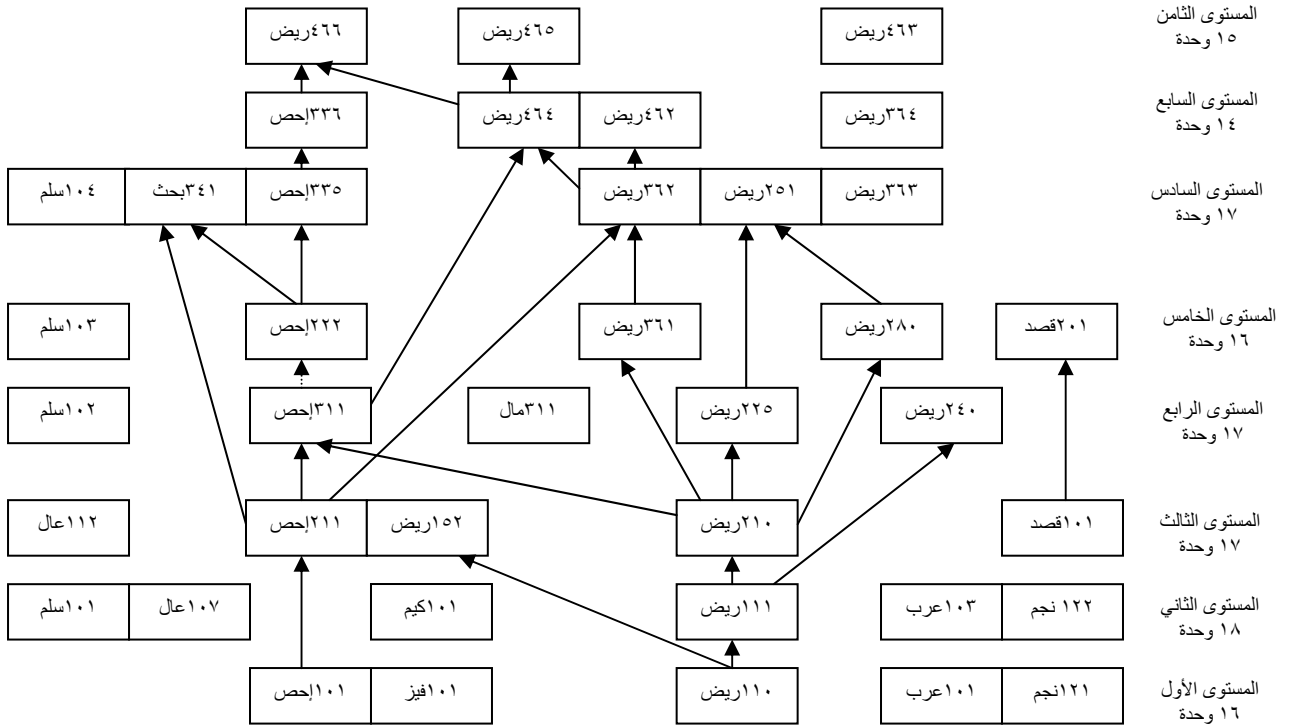 المستوى الثامن
١٥ وحدة
٤٦٣ريض
٤٦٥ريض
٤٦٦ريض
المستوى السابع
١٤ وحدة
٣٦٤ريض
٤٦٢ريض
٤٦٤ريض
٣٣٦إحص
المستوى السادس
١٧ وحدة
٣٦٣ريض
٢٥١ريض
٣٦٢ريض
٣٣٥إحص
٣٤١بحث
١٠٤سلم
المستوى الخامس
١٦ وحدة
٢٠١قصد
٢٨٠ريض
٣٦١ريض
٢٢٢إحص
١٠٣سلم
المستوى الرابع
١٧ وحدة
٢٤٠ريض
٢٢٥ريض
٣١١مال
٣١١إحص
١٠٢سلم
المستوى الثالث
١٧ وحدة
١٠١قصد
٢١٠ريض
١٥٢ريض
٢١١إحص
١١٢عال
المستوى الثاني
١٨ وحدة
١٢٢ نجم
١٠٣عرب
١١١ريض
١٠١كيم
١٠٧عال
١٠١سلم
المستوى الأول
١٦ وحدة
١٢١نجم
١٠١عرب
١١٠ريض
١٠١فيز
١٠١إحص